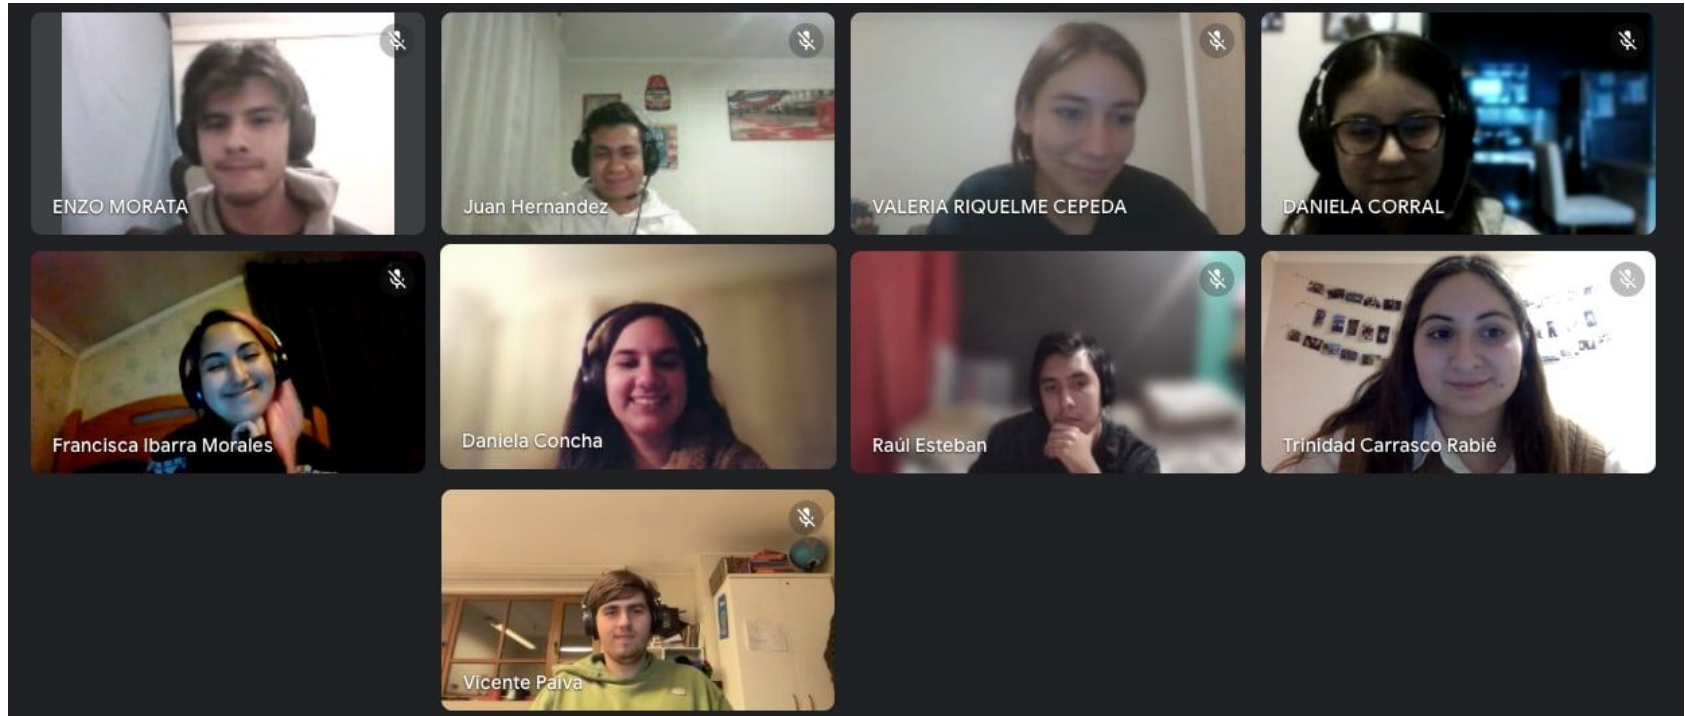 ENZO MORATA
Juan Hernandez
VALERIA RIQUELME CEPEDA
DANIELA CORRAL
Francisca Ibarra Morales
Daniela Concha
Raúl Esteban
Trinidad Carrasco Rabié
Vicente Paiva